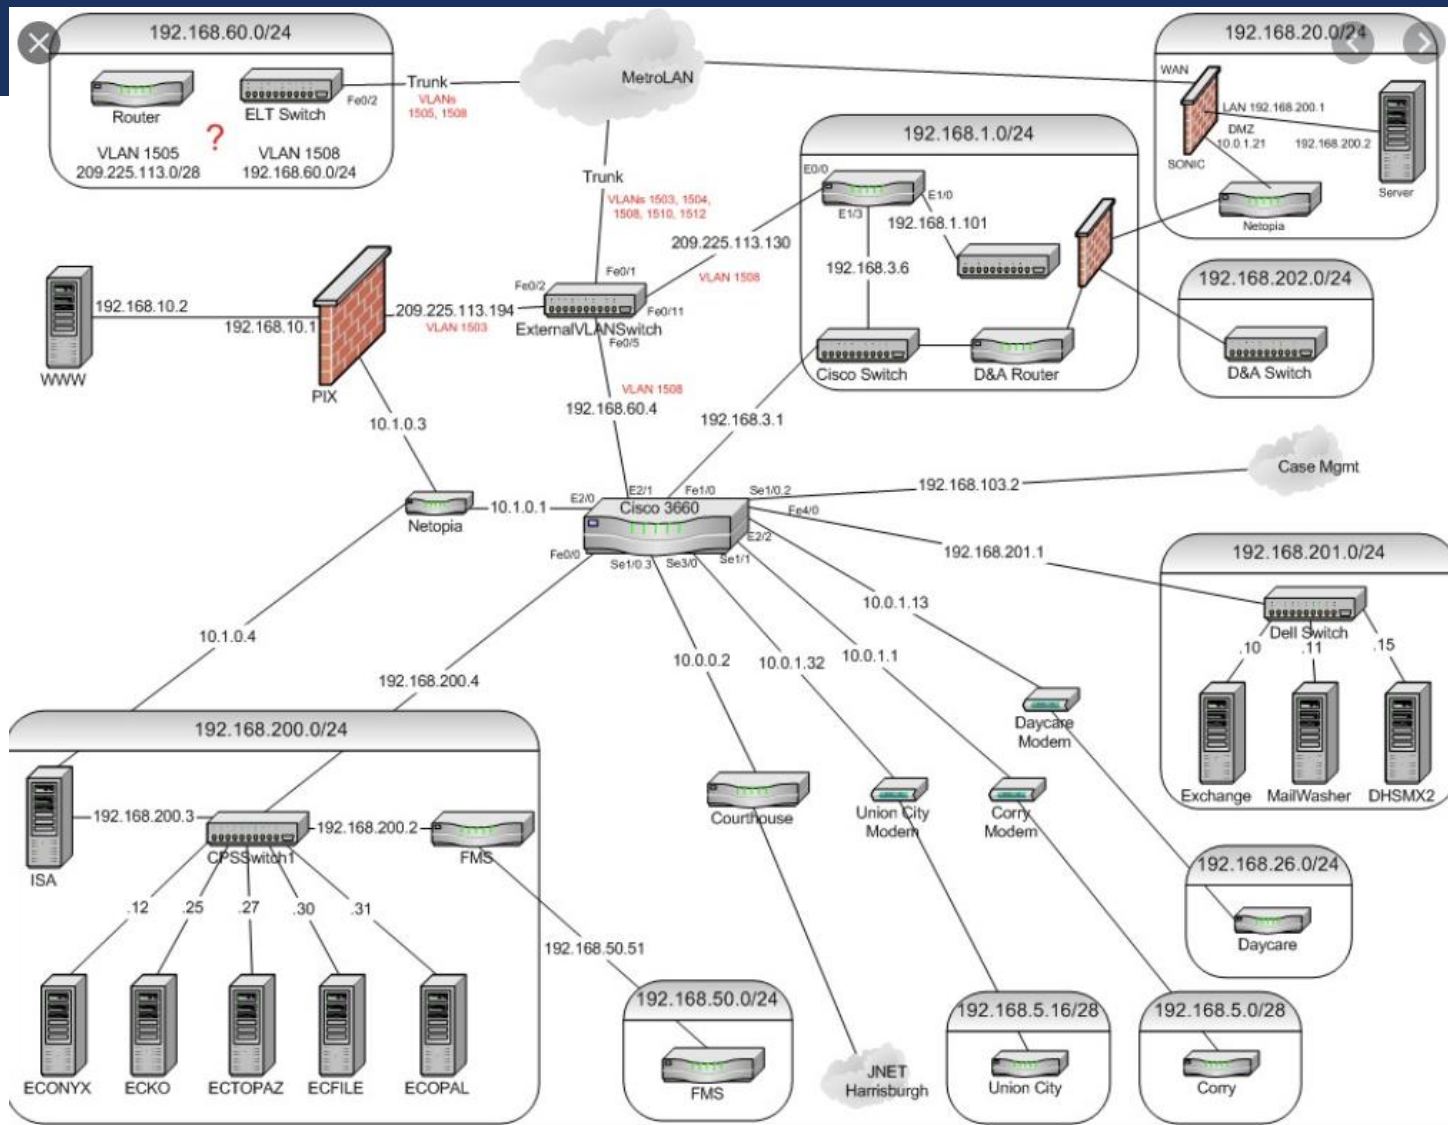 192.168.60.0/24
Router
ELT Switch
Fe0/2
?
VLAN 1505
209.225.113.0/28
VLAN 1508
192.168.60.0/24
Trunk
VLANs
1505, 1508
MetroLAN
192.168.20.0/24
WAN
LAN 192.168.200.1
DMZ
10.0.1.21
192.168.200.2
SONIC
Server
Netopia
Trunk
VLANs 1503, 1504,
1508, 1510, 1512
192.168.1.0/24
E0/0
E1/0
E1/3
192.168.1.101
192.168.3.6
209.225.113.130
VLAN 1508
Cisco Switch
D&A Router
192.168.202.0/24
D&A Switch
WWW
192.168.10.2
192.168.10.1
PIX
209.225.113.194
VLAN 1503
Fe0/1
Fe0/2
Fe0/11
ExternalVLANSwitch
Fe0/5
VLAN 1508
192.168.60.4
192.168.3.1
10.1.0.3
Netopia
10.1.0.1
E2/0
E2/1
Fe1/0
Se1/0.2
Cisco 3660
Fe4/0
E2/2
Fe0/0
Se1/0.3
Se3/0
Se1/1
192.168.103.2
Case Mgmt
192.168.201.1
192.168.201.0/24
Dell Switch
.10
.11
.15
Exchange
MailWasher
DHSMX2
10.1.0.4
192.168.200.4
10.0.0.2
10.0.1.32
10.0.1.1
10.0.1.13
Daycare
Modem
Courthouse
Union City
Modem
Corry
Modem
192.168.200.0/24
ISA
192.168.200.3
CPSSwitch1
192.168.200.2
FMS
.12
.25
.27
.30
.31
ECONYX
ECKO
ECTOPAZ
ECFILE
ECOPAL
192.168.50.51
192.168.50.0/24
FMS
JNET
Harrisburgh
192.168.26.0/24
Daycare
192.168.5.16/28
Union City
192.168.5.0/28
Corry